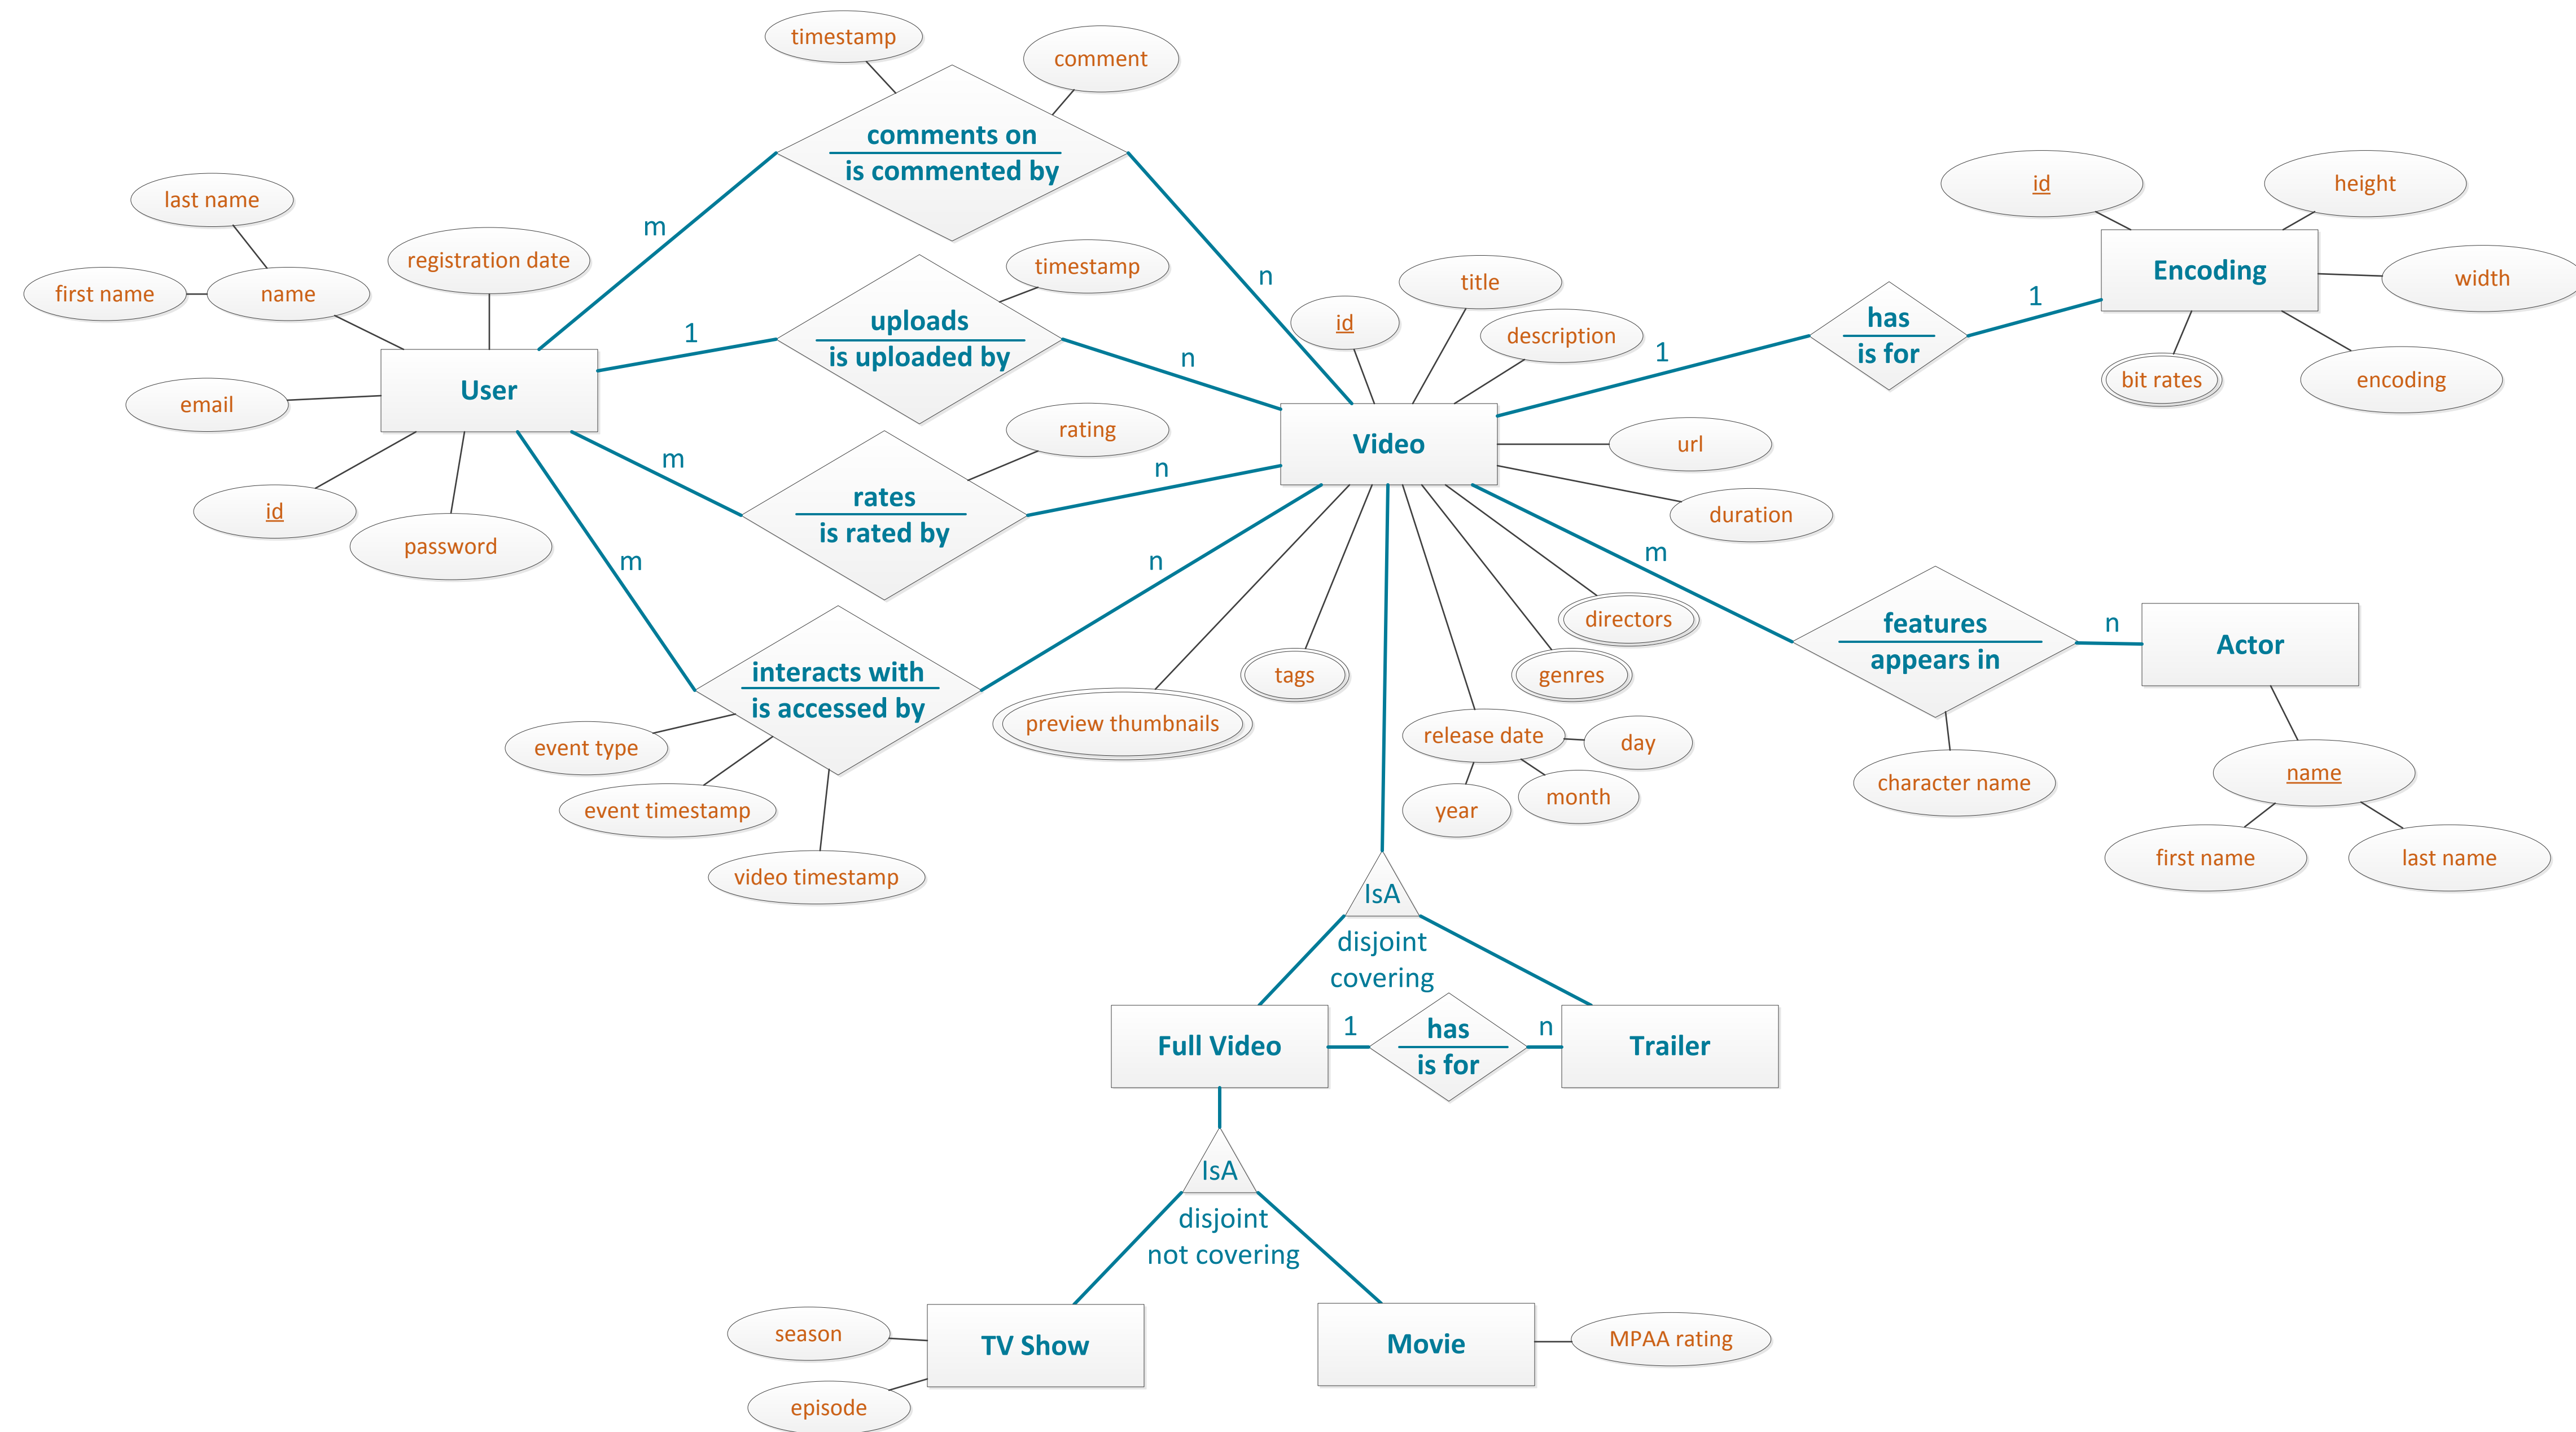 timestamp
comment
comments on
is commented by
last name
registration date
first name
name
m
n
id
height
Encoding
width
has
is for
1
1
bit rates
encoding
timestamp
title
id
description
uploads
is uploaded by
1
n
User
email
id
password
rating
m
n
rates
is rated by
Video
url
duration
m
n
interacts with
is accessed by
event type
event timestamp
video timestamp
preview thumbnails
tags
directors
genres
release date
day
month
year
m
features
appears in
n
Actor
character name
name
first name
last name
IsA
disjoint
covering
Full Video
1
has
is for
n
Trailer
IsA
disjoint
not covering
season
episode
TV Show
Movie
MPAA rating